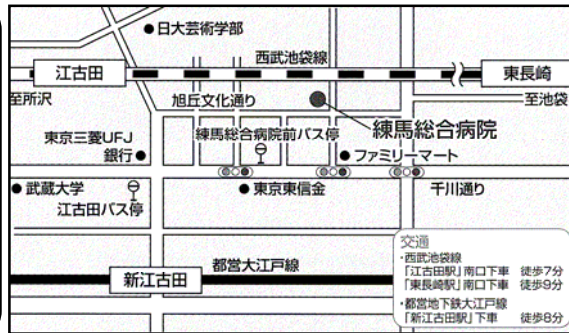 日大芸術学部
西武池袋線
江古田
東長崎
至所沢
旭丘文化通り
至池袋
練馬総合病院
東京三菱UFJ
銀行
練馬総合病院前バス停
ファミリーマート
武蔵大学
江古田バス停
東京東信金
千川通り
都営大江戸線
新江古田
交通
・西武池袋線
「江古田駅」南口下車 徒歩7分
「東長崎駅」南口下車 徒歩9分
・都営地下鉄大江戸線
「新江古田駅」下車 徒歩8分